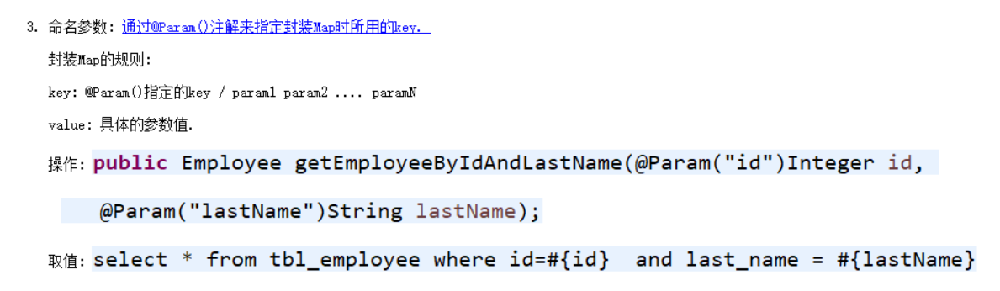 3. 命名参数: 通过@Param()注解来指定封装Map时所用的key.
封装Map的规则:
key: @Param()指定的key / param1 param2 .... paramN
value: 具体的参数值.
操作: public Employee getEmployeeByIdAndLastName(@Param("id")Integer id,
@Param("lastName")String lastName);
取值: select * from tbl_employee where id=#{id}  and last_name = #{lastName}